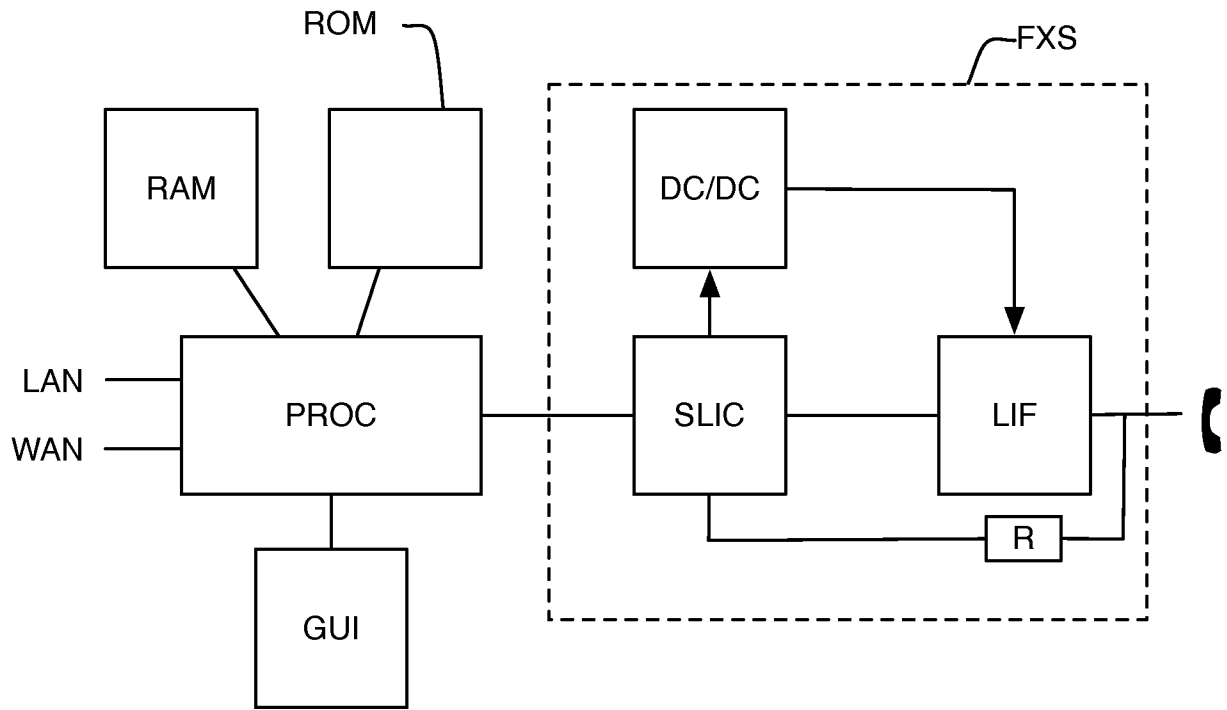 ROM
FXS
RAM
DC/DC
LAN
WAN
PROC
SLIC
LIF
R
GUI